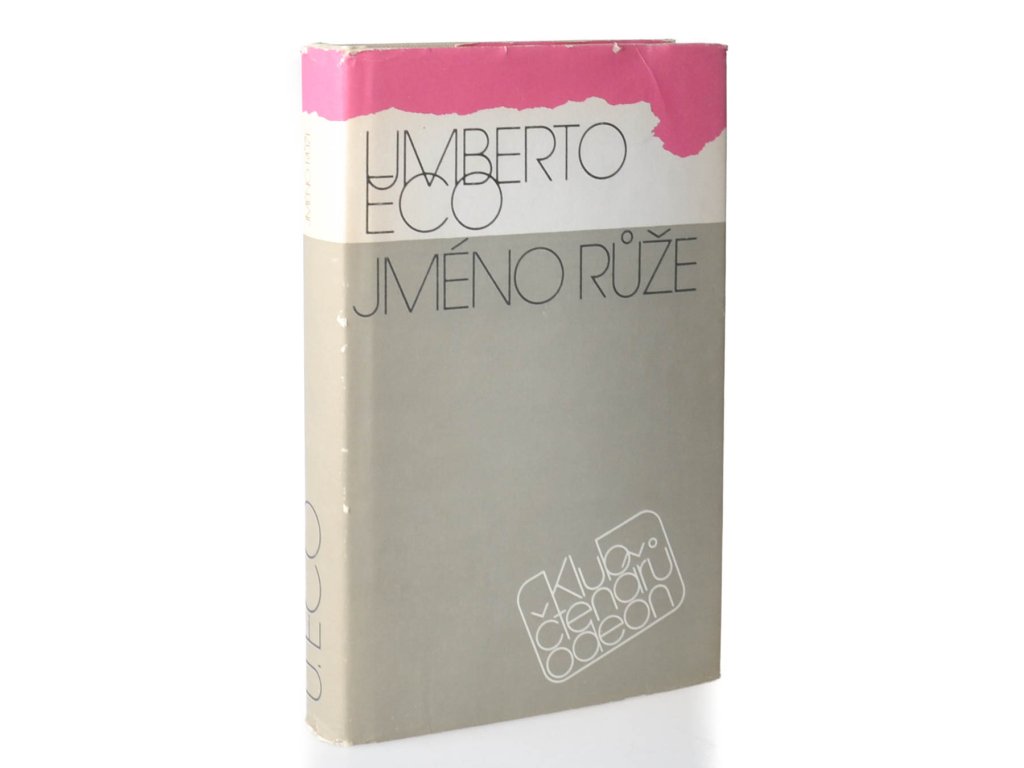 UMBERTO
ECO
JMÉNO RŮŽE
Klub
čtenářů
odeon
U. ECO